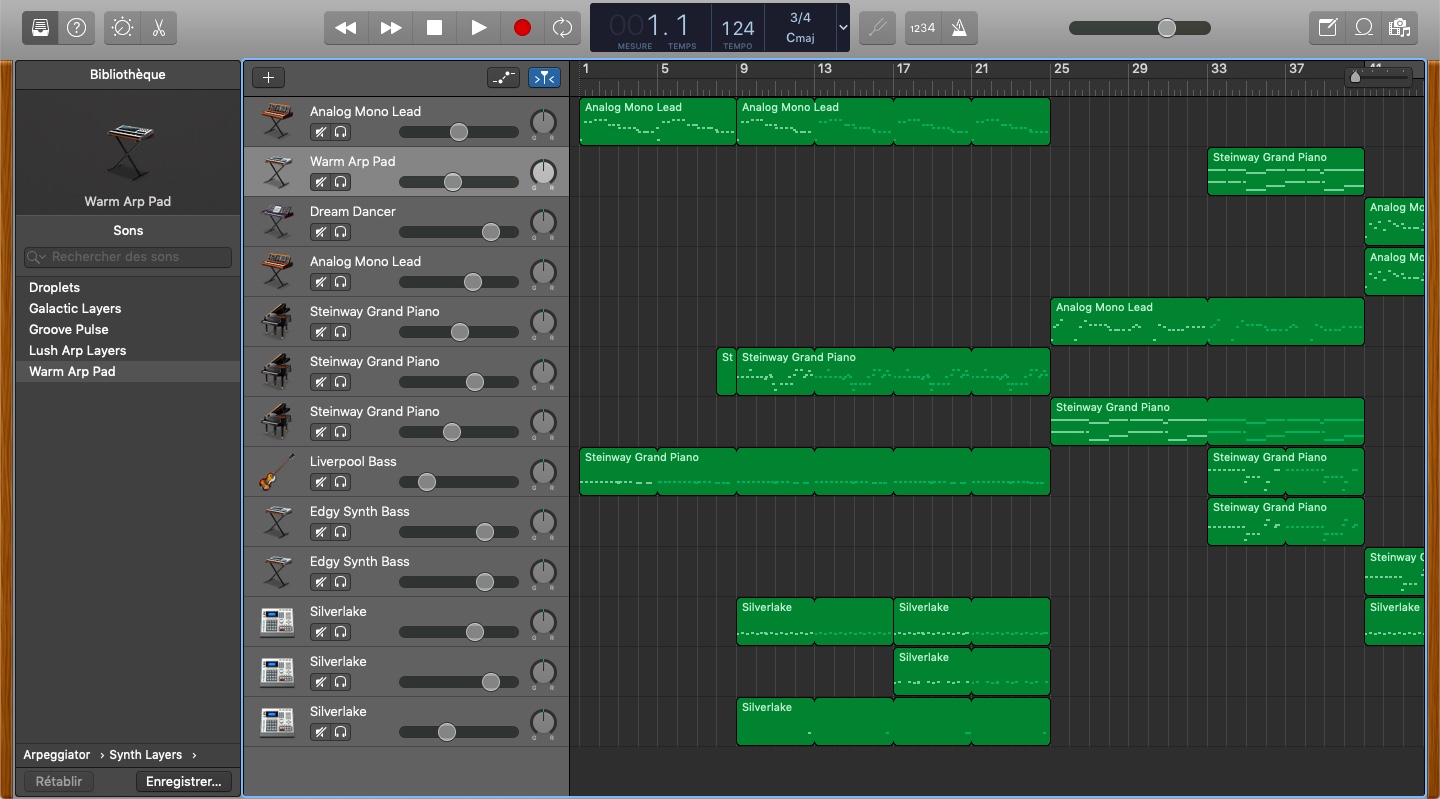 001.1
124
3/4
Cmaj
MESURE TEMPS TEMPO
1234
Bibliothèque
Warm Arp Pad
Sons
Rechercher des sons
Droplets
Galactic Layers
Groove Pulse
Lush Arp Layers
Warm Arp Pad
Arpeggiator › Synth Layers ›
Rétablir Enregistrer...
1 5 9 13 17 21 25 29 33 37 41
Analog Mono Lead
G R
Analog Mono Lead Analog Mono Lead
Warm Arp Pad
G R
Steinway Grand Piano
Dream Dancer
G R
Analog Mo
Analog Mono Lead
G R
Analog Mo
Steinway Grand Piano
G R
Analog Mono Lead
Steinway Grand Piano
G R
St Steinway Grand Piano
Steinway Grand Piano
G R
Steinway Grand Piano
Liverpool Bass
G R
Steinway Grand Piano Steinway Grand Piano
Edgy Synth Bass
G R
Steinway Grand Piano
Edgy Synth Bass
G R
Steinway G
Silverlake
G R
Silverlake Silverlake Silverlake
Silverlake
G R
Silverlake
Silverlake
G R
Silverlake